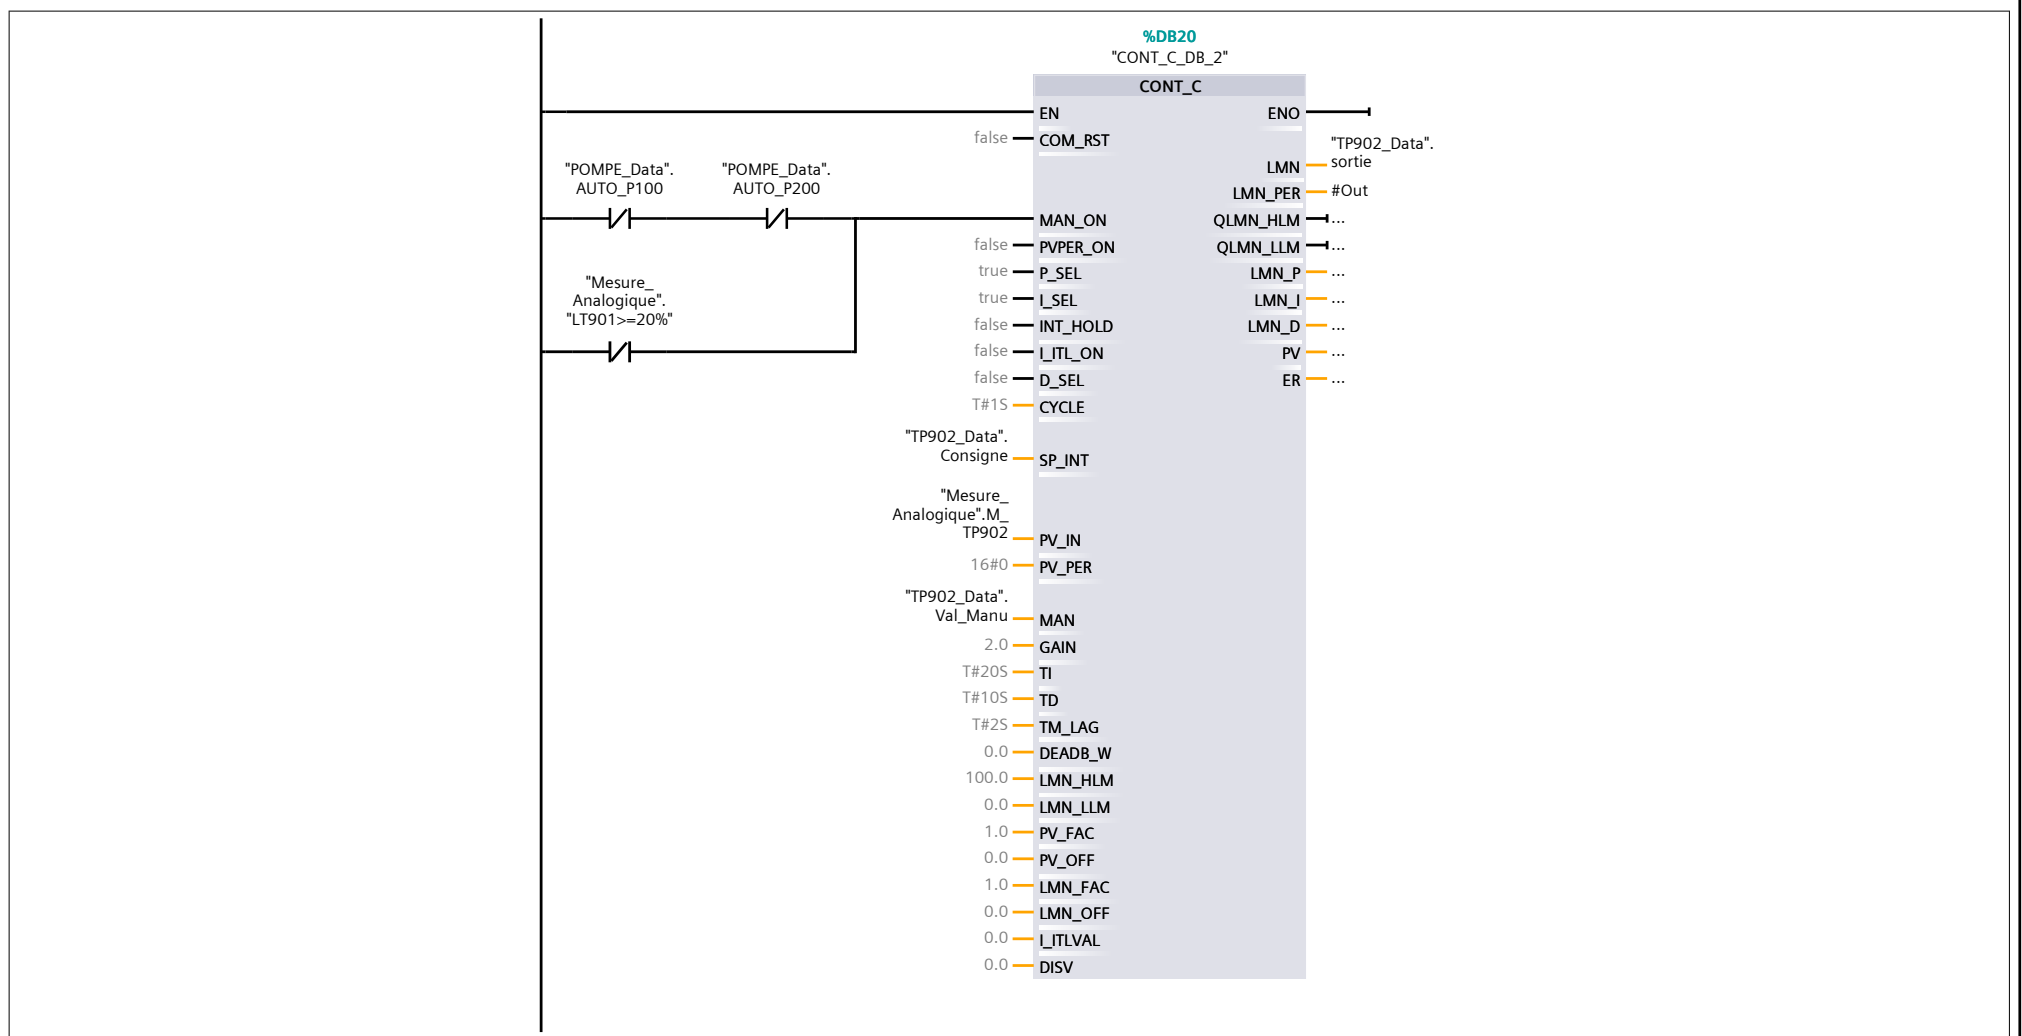 %DB20
"CONT_C_DB_2"
CONT_C
EN
ENO
false
COM_RST
"TP902_Data".
sortie
LMN
"POMPE_Data".
AUTO_P100
"POMPE_Data".
AUTO_P200
LMN_PER
#Out
MAN_ON
QLMN_HLM
...
false
PVPER_ON
QLMN_LLM
...
true
P_SEL
LMN_P
...
"Mesure_
Analogique".
"LT901>=20%"
true
I_SEL
LMN_I
...
false
INT_HOLD
LMN_D
...
false
I_ITL_ON
PV
...
false
D_SEL
ER
...
T#1S
CYCLE
"TP902_Data".
Consigne
SP_INT
"Mesure_
Analogique".M_
TP902
PV_IN
16#0
PV_PER
"TP902_Data".
Val_Manu
MAN
2.0
GAIN
T#20S
TI
T#10S
TD
T#2S
TM_LAG
0.0
DEADB_W
100.0
LMN_HLM
0.0
LMN_LLM
1.0
PV_FAC
0.0
PV_OFF
1.0
LMN_FAC
0.0
LMN_OFF
0.0
I_ITLVAL
0.0
DISV